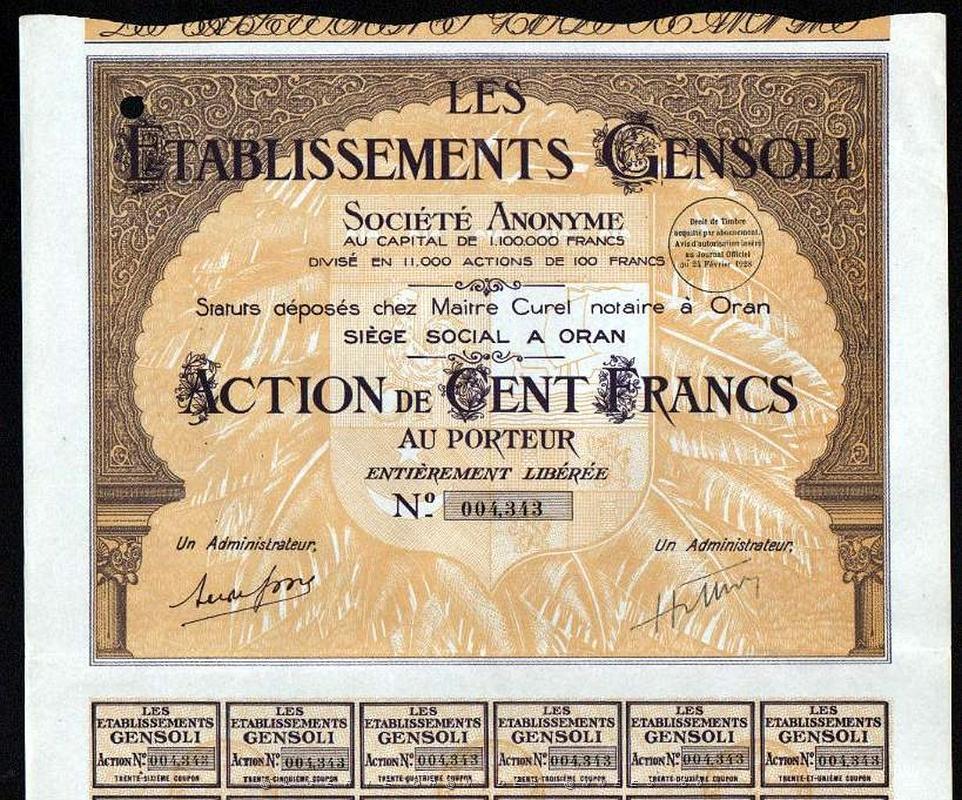 LES
ETABLISSEMENTS GENSOLI
SOCIÉTÉ ANONYME
AU CAPITAL DE 1.100.000 FRANCS
DIVISÉ EN 11.000 ACTIONS DE 100 FRANCS
Droit de Timbre
acquitté par abonnement.
Avis d'autorisation inséré
au Journal Officiel
du 24 Février 1928
Statuts déposés chez Maître Curel notaire à Oran
SIÈGE SOCIAL A ORAN
ACTION DE CENT FRANCS
AU PORTEUR
ENTIÈREMENT LIBÉRÉE
Nº 004,343
Un Administrateur, Un Administrateur,
LES ETABLISSEMENTS GENSOLI
Action Nº 004,343
TRENTE-SIXIÈME COUPON
LES ETABLISSEMENTS GENSOLI
Action Nº 004,343
TRENTE-CINQUIÈME COUPON
LES ETABLISSEMENTS GENSOLI
Action Nº 004,343
TRENTE-QUATRIÈME COUPON
LES ETABLISSEMENTS GENSOLI
Action Nº 004,343
TRENTE-TROISIÈME COUPON
LES ETABLISSEMENTS GENSOLI
Action Nº 004,343
TRENTE-DEUXIÈME COUPON
LES ETABLISSEMENTS GENSOLI
Action Nº 004,343
TRENTE-ET-UNIÈME COUPON